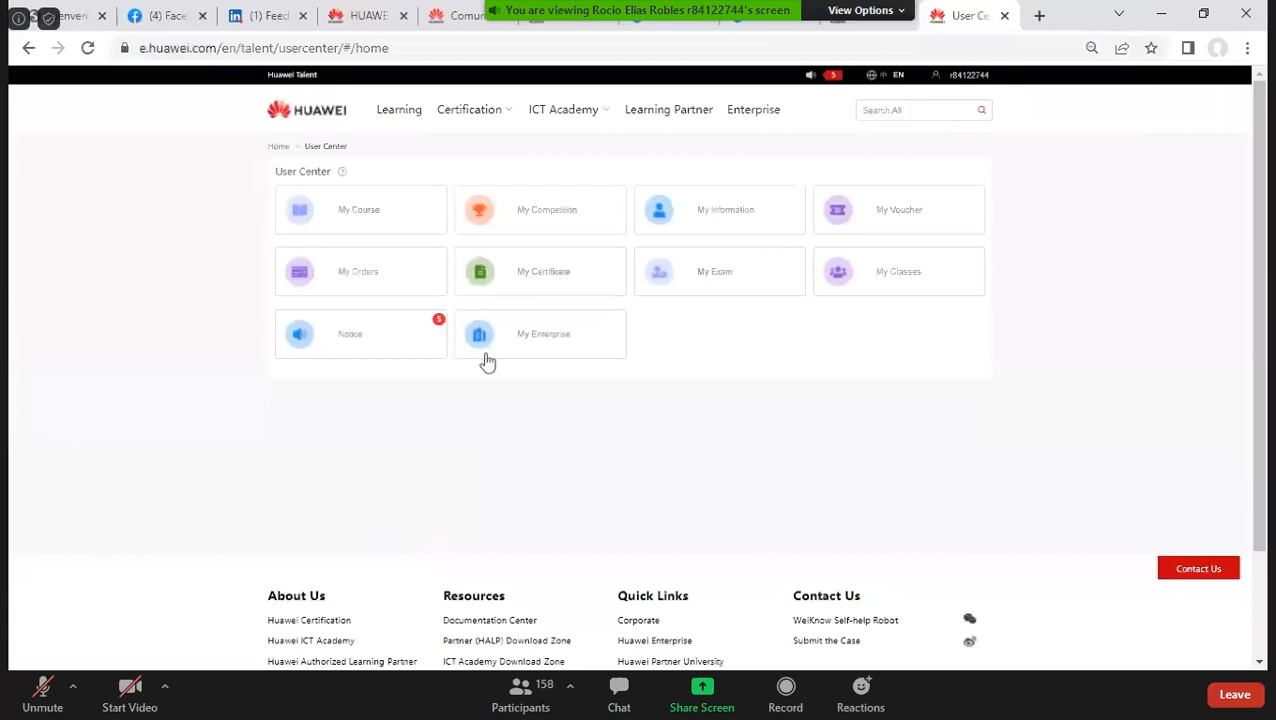 You are viewing Rocio Elias Robles r84122744's screen
View Options
(4) Fac
(1) Feed
HUAWE
Comu
User Ce
e.huawei.com/en/talent/usercenter/#/home
Huawei Talent
5
中 EN
r84122744
HUAWEI
Learning
Certification
ICT Academy
Learning Partner
Enterprise
Search All
Home > User Center
User Center
My Course
My Competition
My Information
My Voucher
My Orders
My Certificate
My Exam
My Classes
Notice
5
My Enterprise
Contact Us
About Us
Resources
Quick Links
Contact Us
Huawei Certification
Documentation Center
Corporate
WeiKnow Self-help Robot
Huawei ICT Academy
Partner (HALP) Download Zone
Huawei Enterprise
Submit the Case
Huawei Authorized Learning Partner
ICT Academy Download Zone
Huawei Partner University
158
Unmute
Start Video
Participants
Chat
Share Screen
Record
Reactions
Leave